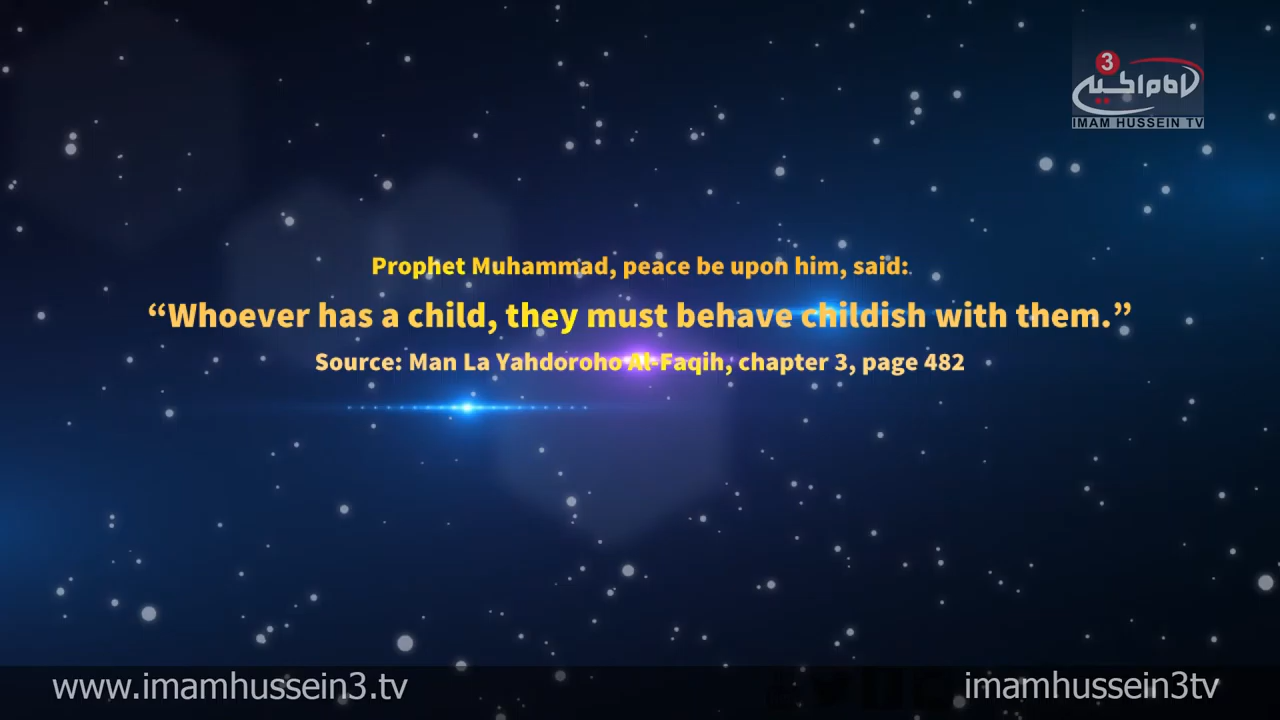 3
IMAM HUSSEIN TV
Prophet Muhammad, peace be upon him, said:
“Whoever has a child, they must behave childish with them.”
Source: Man La Yahdoroho Al-Faqih, chapter 3, page 482
www.imamhussein3.tv
imamhussein3tv